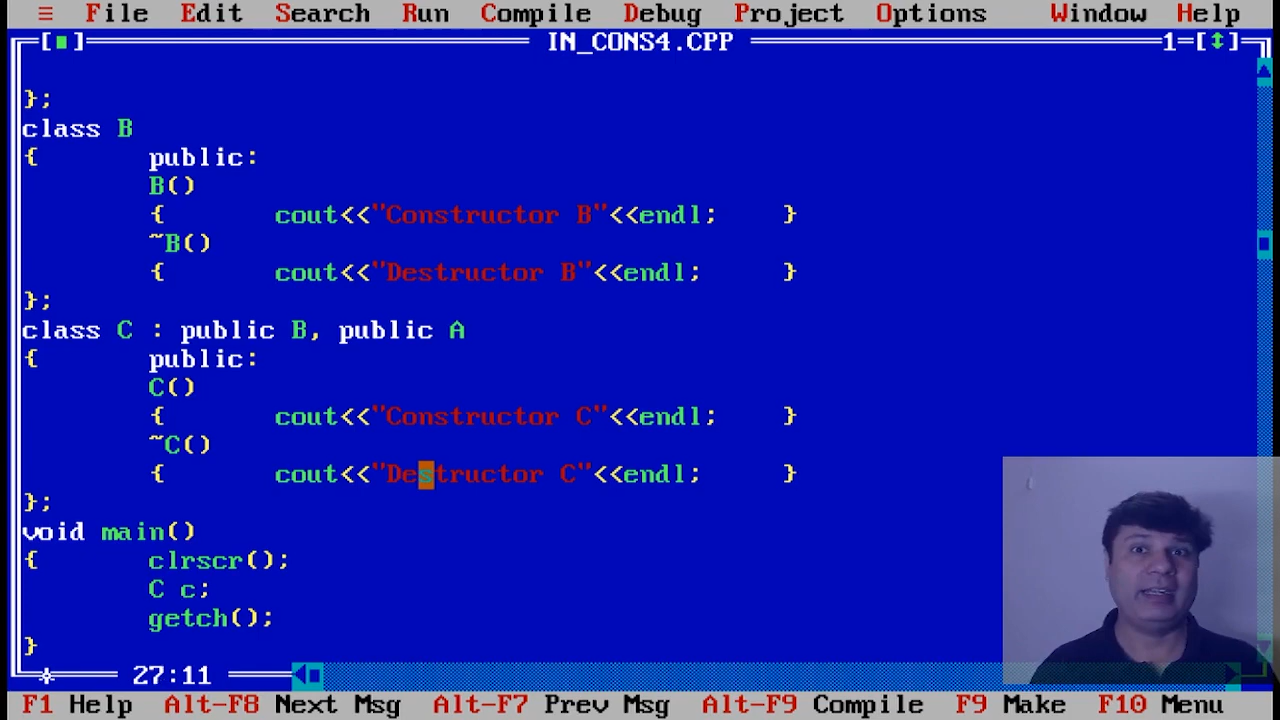 ≡ File Edit Search Run Compile Debug Project Options Window Help
[■] IN_CONS4.CPP 1=[↕]
};
class B
{ public:
B()
{ cout<<"Constructor B"<<endl; }
~B()
{ cout<<"Destructor B"<<endl; }
};
class C : public B, public A
{ public:
C()
{ cout<<"Constructor C"<<endl; }
~C()
{ cout<<"Destructor C"<<endl; }
};
void main()
{ clrscr();
C c;
getch();
}
27:11
F1 Help Alt-F8 Next Msg Alt-F7 Prev Msg Alt-F9 Compile F9 Make F10 Menu